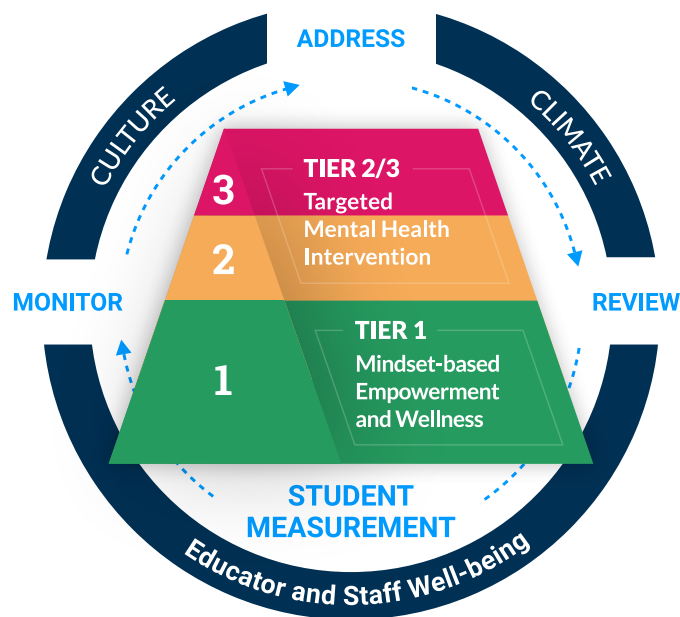 ADDRESS
CULTURE
CLIMATE
3
TIER 2/3
Targeted
Mental Health
Intervention
2
MONITOR
REVIEW
TIER 1
Mindset-based
Empowerment
and Wellness
1
STUDENT
MEASUREMENT
Educator and Staff Well-being